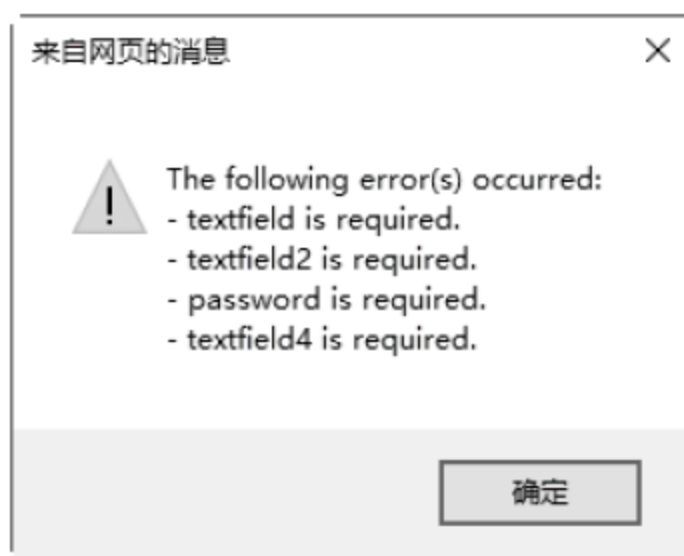 来自网页的消息
The following error(s) occurred:
- textfield is required.
- textfield2 is required.
- password is required.
- textfield4 is required.
确定